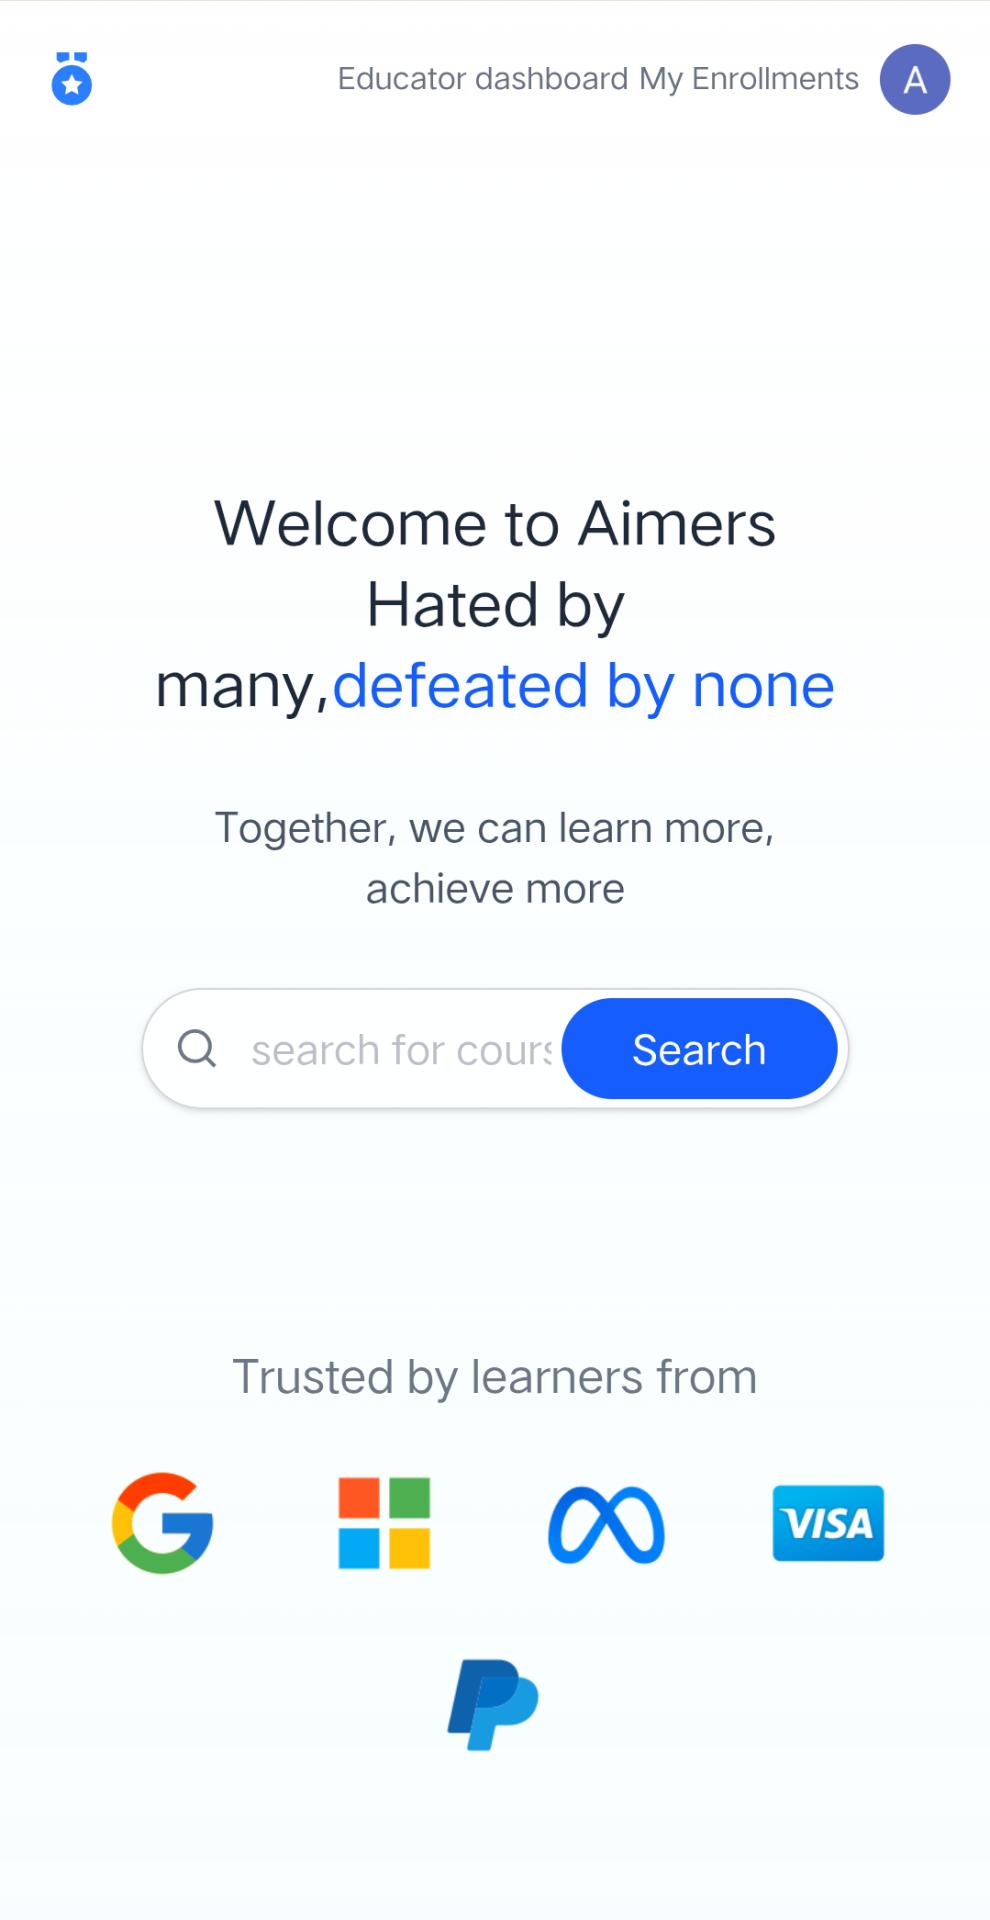 Educator dashboard My Enrollments A
Welcome to Aimers
Hated by
many,defeated by none
Together, we can learn more,
achieve more
search for cours
Search
Trusted by learners from
VISA